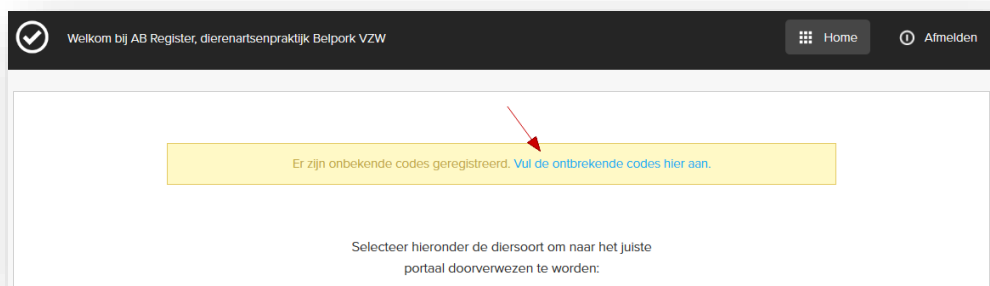 Welkom bij AB Register, dierenartsenpraktijk Belpork VZW
Home
Afmelden
Er zijn onbekende codes geregistreerd. Vul de ontbrekende codes hier aan.
Selecteer hieronder de diersoort om naar het juiste
portaal doorverwezen te worden: